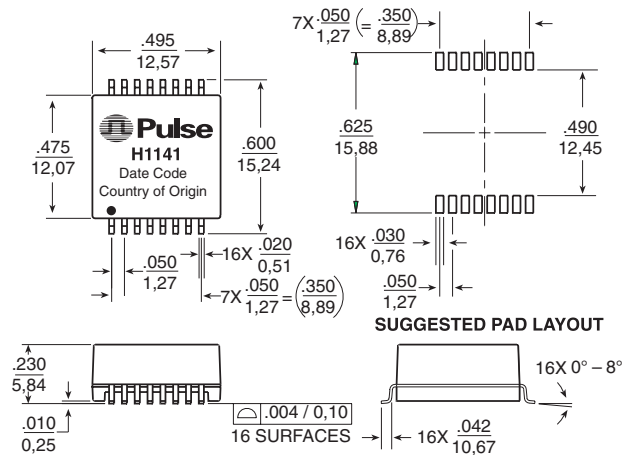 .495
12,57
7X .050 (= .350)
1,27 8,89
.475
12,07
Pulse
H1141
Date Code
Country of Origin
.600
15,24
.625
15,88
.490
12,45
.050
1,27
16X .020
0,51
7X .050 = (.350)
1,27 8,89
16X .030
0,76
.050
1,27
SUGGESTED PAD LAYOUT
.230
5,84
.010
0,25
.004 / 0,10
16 SURFACES
16X 0° – 8°
16X .042
10,67